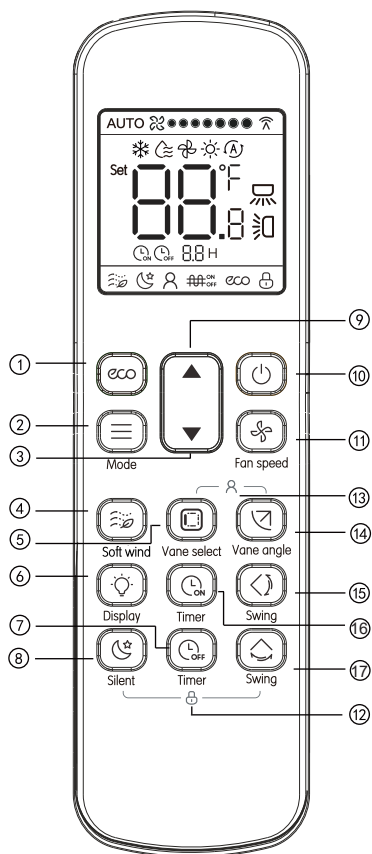 AUTO
Set 88.8 °F
ON OFF 8.8 H
ON OFF eco
⑨
① eco ⑩
② ⑪
③ Mode Fan speed
⑬
④ ⑭
⑤ Soft wind Vane select Vane angle
⑥ ON ⑮
Display Timer Swing
⑯
⑦ OFF
⑧ ⑰
Silent Timer Swing
⑫